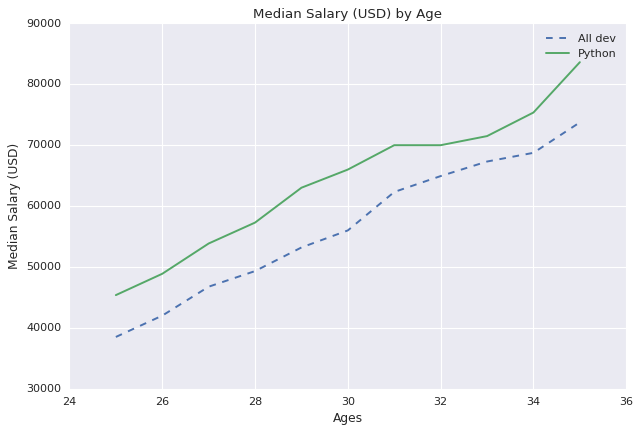 Median Salary (USD) by Age
90000
80000
70000
60000
50000
40000
30000
Median Salary (USD)
All dev
Python
24 26 28 30 32 34 36
Ages